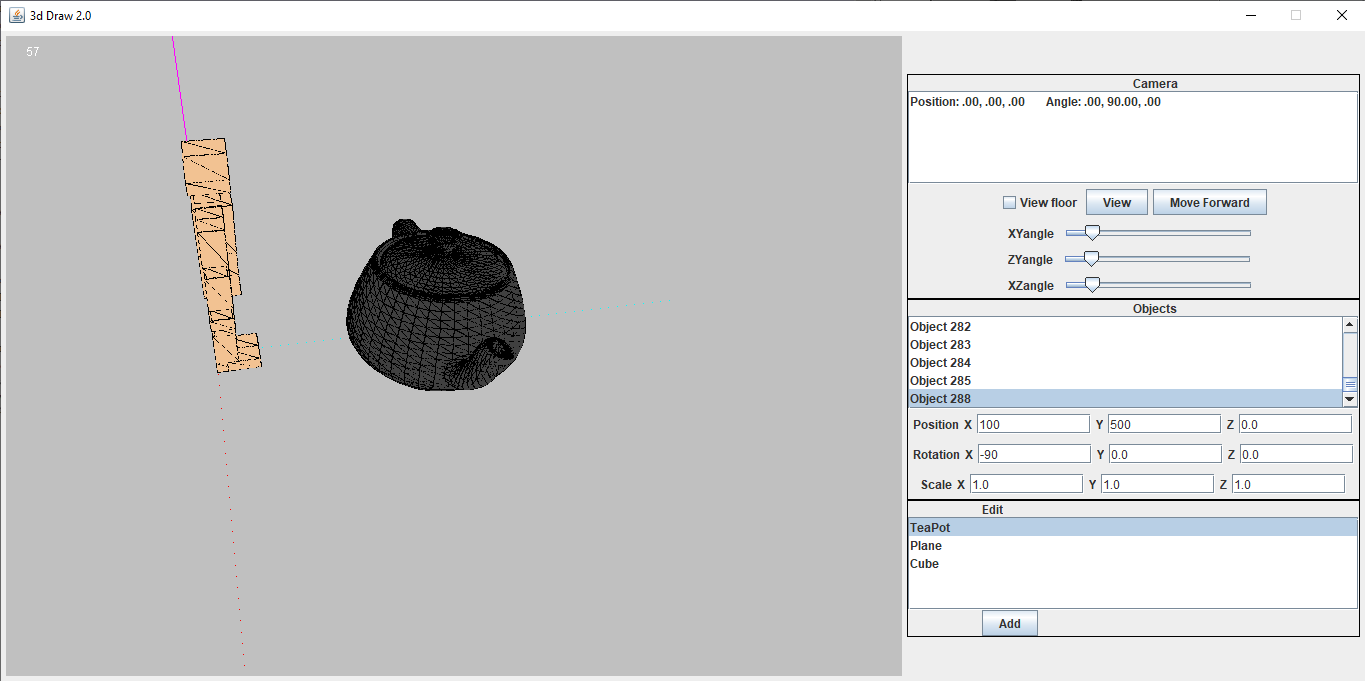 3d Draw 2.0
57
Camera
Position: .00, .00, .00 Angle: .00, 90.00, .00
View floor View Move Forward
XYangle
ZYangle
XZangle
Objects
Object 282
Object 283
Object 284
Object 285
Object 288
Position X 100 Y 500 Z 0.0
Rotation X -90 Y 0.0 Z 0.0
Scale X 1.0 Y 1.0 Z 1.0
Edit
TeaPot
Plane
Cube
Add